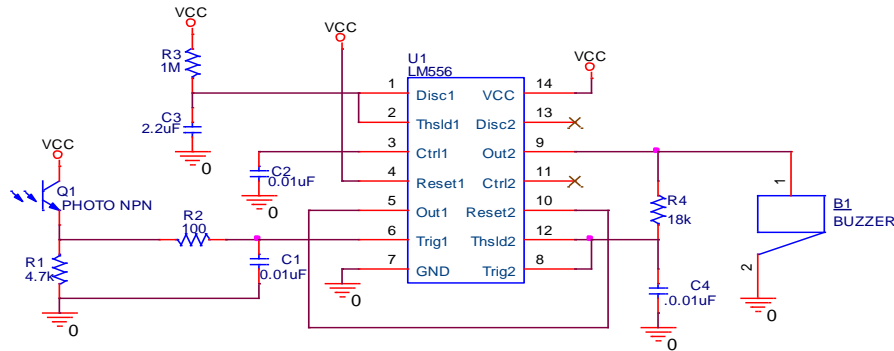 VCC
R3
1M
C3
2.2uF
0
VCC
Q1
PHOTO NPN
R1
4.7k
0
R2
100
C1
0.01uF
C2
0.01uF
0
VCC
0
U1
LM556
1
Disc1
2
Thsld1
3
Ctrl1
4
Reset1
5
Out1
6
Trig1
7
GND
14
VCC
13
Disc2
9
Out2
11
Ctrl2
10
Reset2
12
Thsld2
8
Trig2
VCC
R4
18k
C4
.0.01uF
0
1
B1
BUZZER
2
0